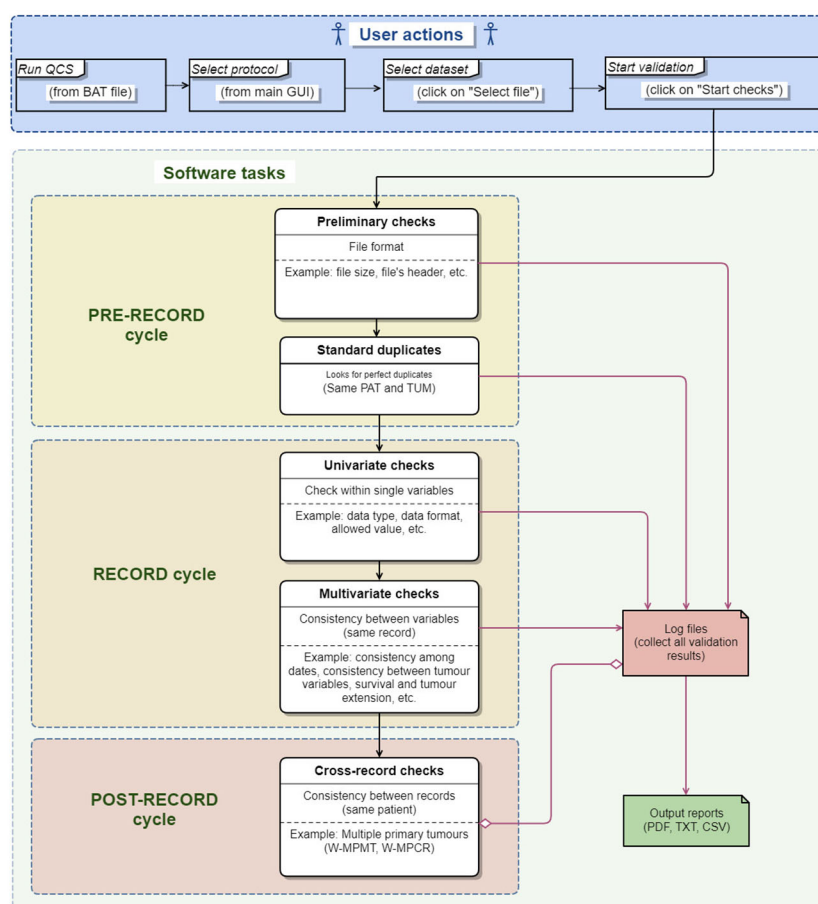 User actions
Run QCS
(from BAT file)
Select protocol
(from main GUI)
Select dataset
(click on "Select file")
Start validation
(click on "Start checks")
Software tasks
PRE-RECORD
cycle
Preliminary checks
File format
Example: file size, file's header, etc.
Standard duplicates
Looks for perfect duplicates
(Same PAT and TUM)
RECORD cycle
Univariate checks
Check within single variables
Example: data type, data format,
allowed value, etc.
Multivariate checks
Consistency between variables
(same record)
Example: consistency among
dates, consistency between tumour
variables, survival and tumour
extension, etc.
Log files
(collect all validation
results)
POST-RECORD
cycle
Cross-record checks
Consistency between records
(same patient)
Example: Multiple primary tumours
(W-MPMT, W-MPCR)
Output reports
(PDF, TXT, CSV)